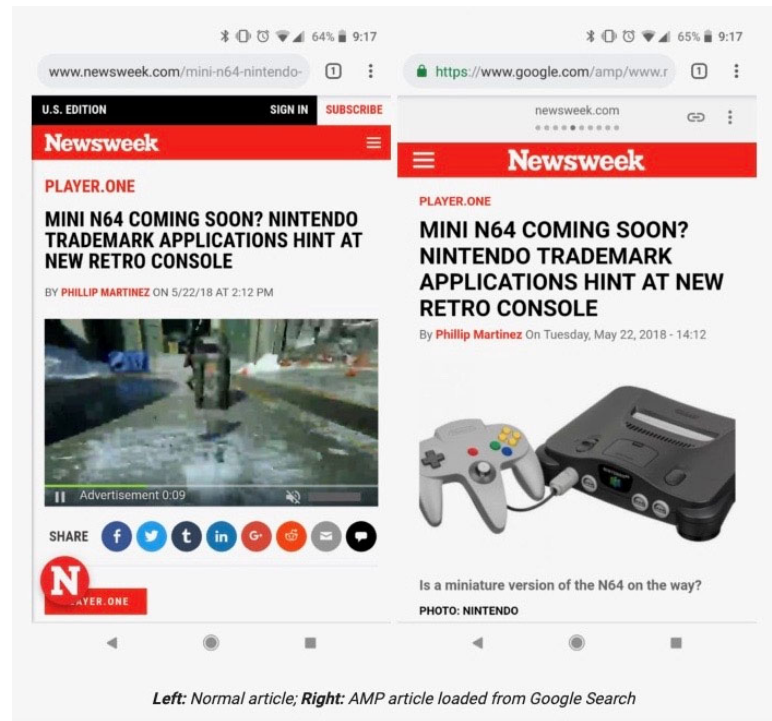 64% 9:17
www.newsweek.com/mini-n64-nintendo- 1
U.S. EDITION SIGN IN SUBSCRIBE
Newsweek
PLAYER.ONE
MINI N64 COMING SOON? NINTENDO
TRADEMARK APPLICATIONS HINT AT
NEW RETRO CONSOLE
BY PHILLIP MARTINEZ ON 5/22/18 AT 2:12 PM
Advertisement 0:09
SHARE f t in G+
N
AYER.ONE
65% 9:17
https://www.google.com/amp/www.r 1
newsweek.com
Newsweek
PLAYER.ONE
MINI N64 COMING SOON?
NINTENDO TRADEMARK
APPLICATIONS HINT AT NEW
RETRO CONSOLE
By Phillip Martinez On Tuesday, May 22, 2018 - 14:12
Is a miniature version of the N64 on the way?
PHOTO: NINTENDO
Left: Normal article; Right: AMP article loaded from Google Search